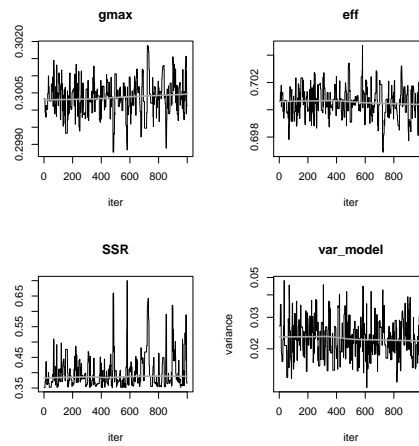 gmax
0.2990 0.3005 0.3020
0 200 400 600 800
iter
eff
0.698 0.702
0 200 400 600 800
iter
SSR
0.35 0.45 0.55 0.65
0 200 400 600 800
iter
var_model
variance
0.02 0.03 0.05
0 200 400 600 800
iter